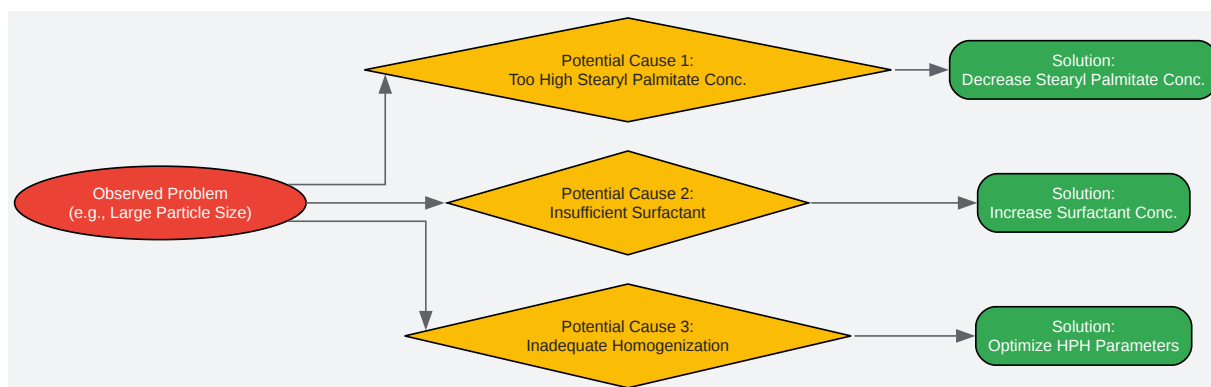 Potential Cause 1:
Too High Stearyl Palmitate Conc.
Solution:
Decrease Stearyl Palmitate Conc.
Observed Problem
(e.g., Large Particle Size)
Potential Cause 2:
Insufficient Surfactant
Solution:
Increase Surfactant Conc.
Potential Cause 3:
Inadequate Homogenization
Solution:
Optimize HPH Parameters